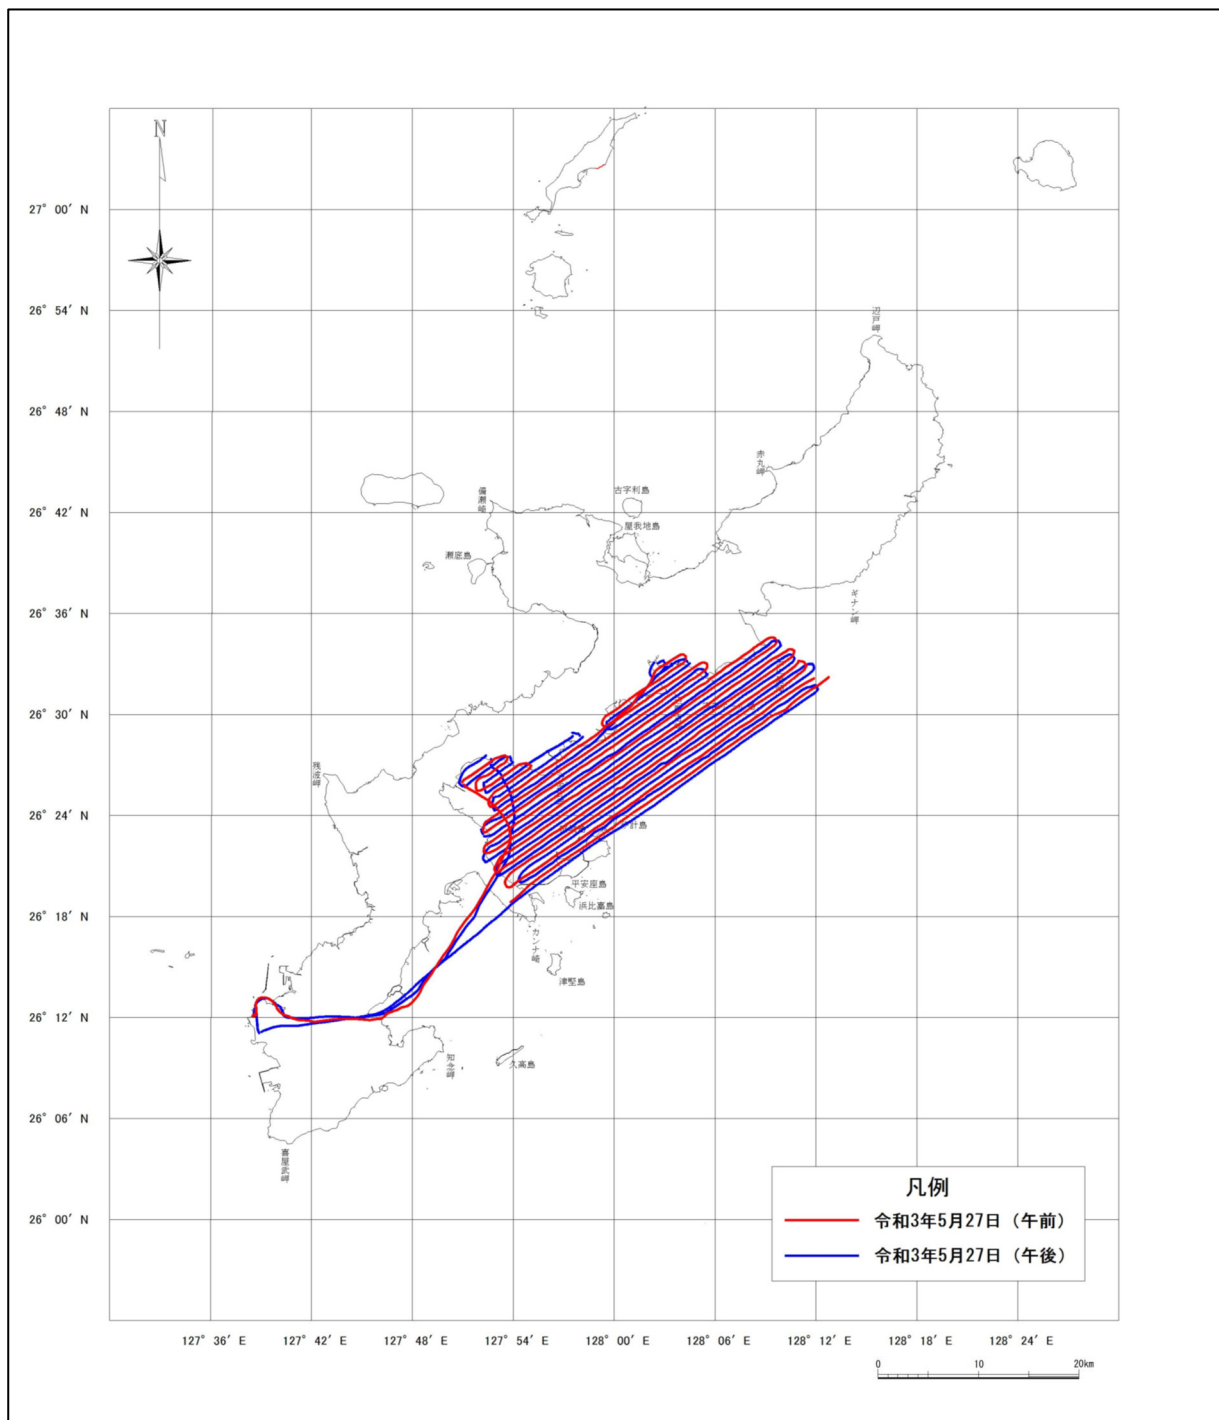 N
27° 00′ N
26° 54′ N
辺戸岬
26° 48′ N
赤丸岬
備瀬崎
古宇利島
26° 42′ N
屋我地島
瀬底島
26° 36′ N
ギナン岬
26° 30′ N
残波岬
26° 24′ N
計島
平安座島
浜比嘉島
26° 18′ N
カンナ崎
津堅島
26° 12′ N
知念岬
久高島
26° 06′ N
喜屋武岬
26° 00′ N
凡例
令和3年5月27日（午前）
令和3年5月27日（午後）
127° 36′ E
127° 42′ E
127° 48′ E
127° 54′ E
128° 00′ E
128° 06′ E
128° 12′ E
128° 18′ E
128° 24′ E
0
10
20km